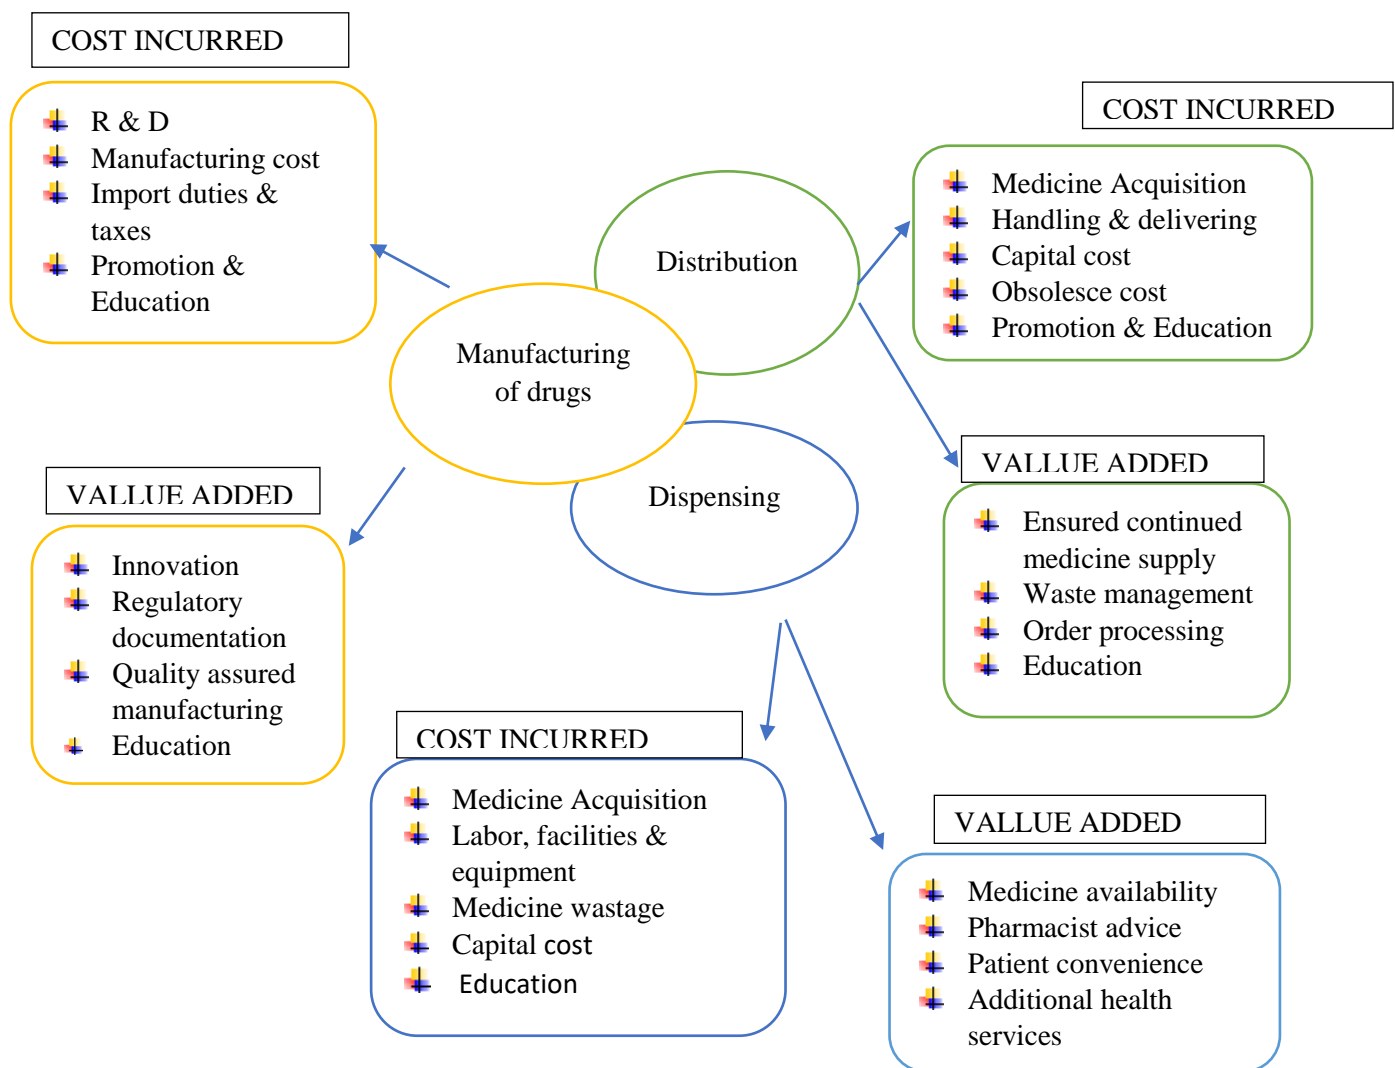 COST INCURRED
R & D
Manufacturing cost
Import duties &
taxes
Promotion &
Education
COST INCURRED
Medicine Acquisition
Handling & delivering
Capital cost
Obsolesce cost
Promotion & Education
Distribution
Manufacturing
of drugs
Dispensing
VALLUE ADDED
Innovation
Regulatory
documentation
Quality assured
manufacturing
Education
VALLUE ADDED
Ensured continued
medicine supply
Waste management
Order processing
Education
COST INCURRED
Medicine Acquisition
Labor, facilities &
equipment
Medicine wastage
Capital cost
Education
VALLUE ADDED
Medicine availability
Pharmacist advice
Patient convenience
Additional health
services